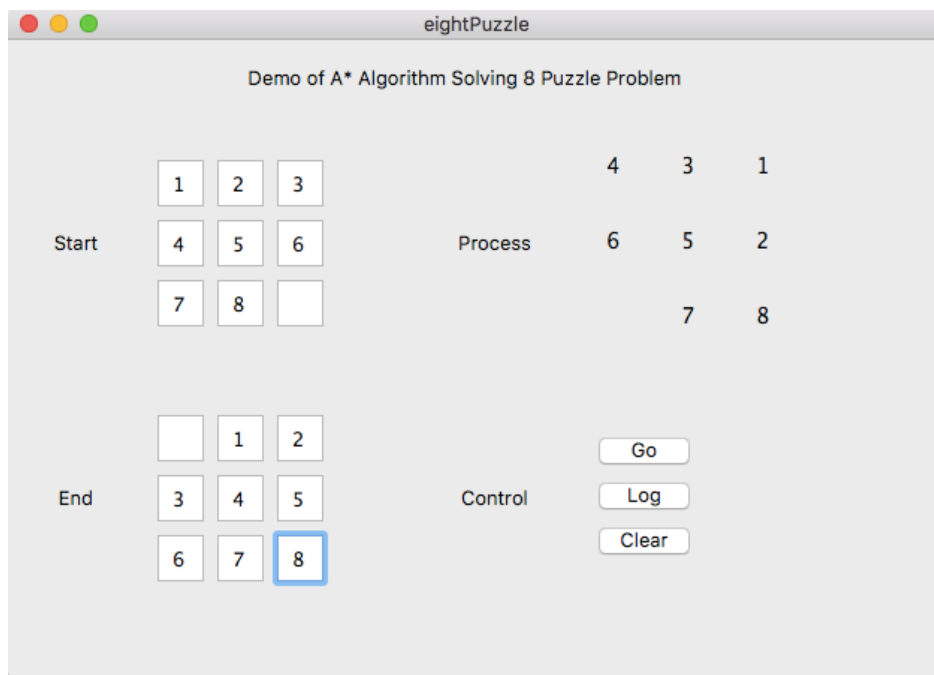 eightPuzzle
Demo of A* Algorithm Solving 8 Puzzle Problem
Start
1 2 3
4 5 6
7 8
Process
4 3 1
6 5 2
7 8
End
1 2
3 4 5
6 7 8
Control
Go
Log
Clear